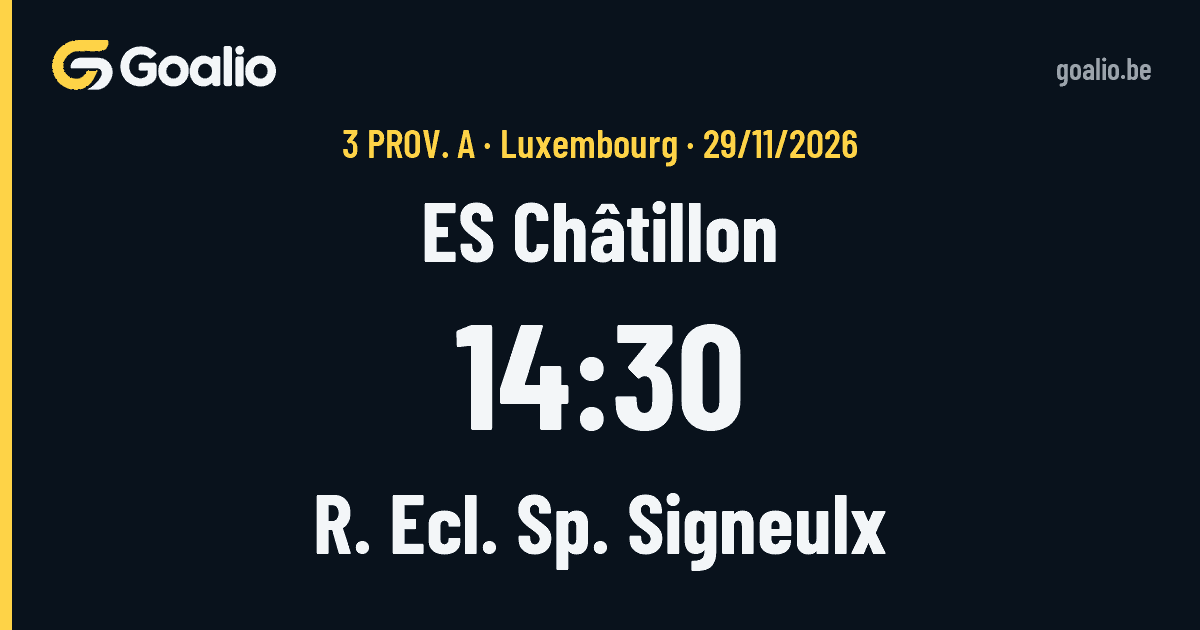 Goalio
goalio.be
3 PROV. A · Luxembourg · 29/11/2026
ES Châtillon
14:30
R. Ecl. Sp. Signeulx